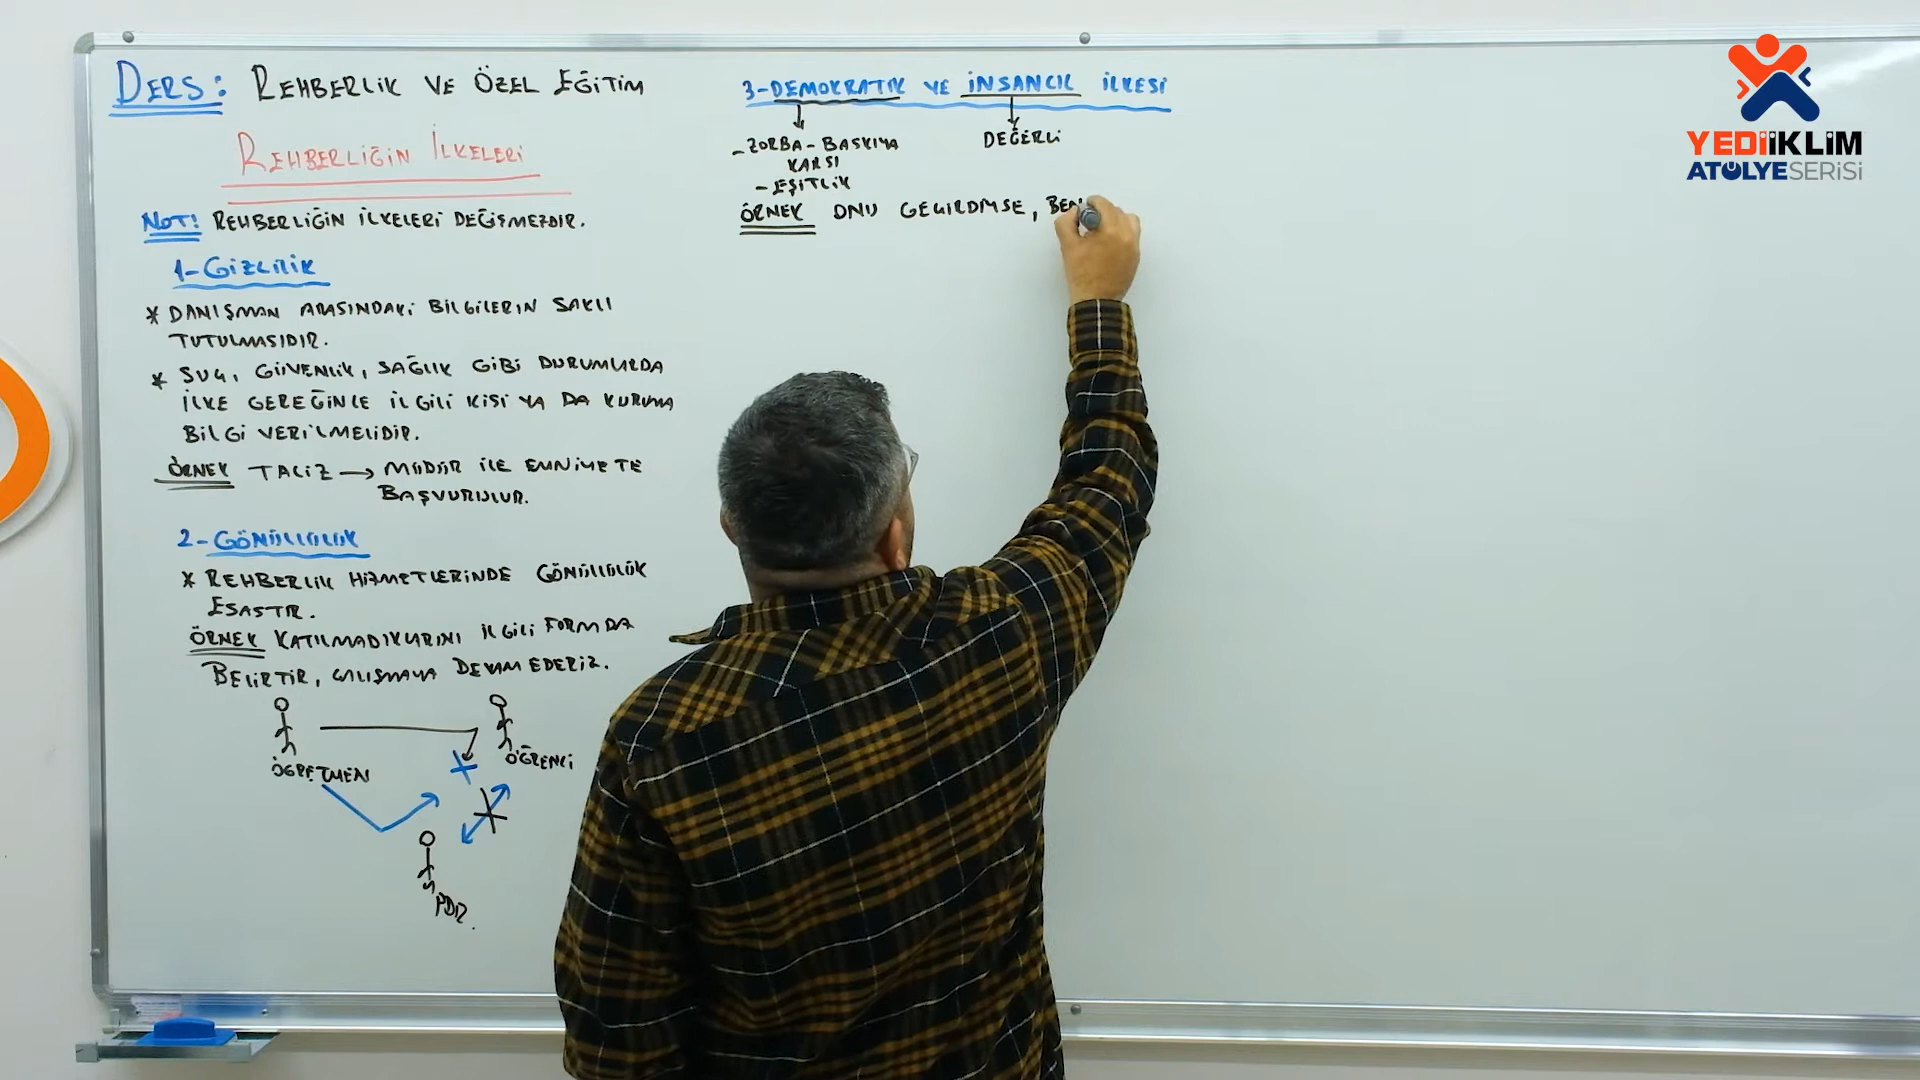 DERS: REHBERLİK VE ÖZEL EĞİTİM
REHBERLİĞİN İLKELERİ
NOT! REHBERLİĞİN İLKELERİ DEĞİŞMEZDİR.
1-GİZLİLİK
* DANIŞMAN ARASINDAKİ BİLGİLERİN SAKLI
TUTULMASIDIR.
* SUÇ, GÜVENLİK, SAĞLIK GİBİ DURUMLARDA
İLKE GEREĞİNCE İLGİLİ KİŞİ YA DA KURUMA
BİLGİ VERİLMELİDİR.
ÖRNEK TACİZ → MÜDÜR İLE EMNİYETE
BAŞVURULUR.
2-GÖNÜLLÜLÜK
* REHBERLİK HİZMETLERİNDE GÖNÜLLÜLÜK
ESASTIR.
ÖRNEK KATILMADIKLARINI İLGİLİ FORMDA
BELİRTİR, ÇALIŞMAYA DEVAM EDERİZ.
ÖĞRETMEN
ÖĞRENCİ
PDR
3-DEMOKRATİK VE İNSANCIL İLKESİ
-ZORBA-BASKIYA
KARŞI
-EŞİTLİK
DEĞERLİ
ÖRNEK ONU
YEDİİKLİM
ATÖLYESERİSİ